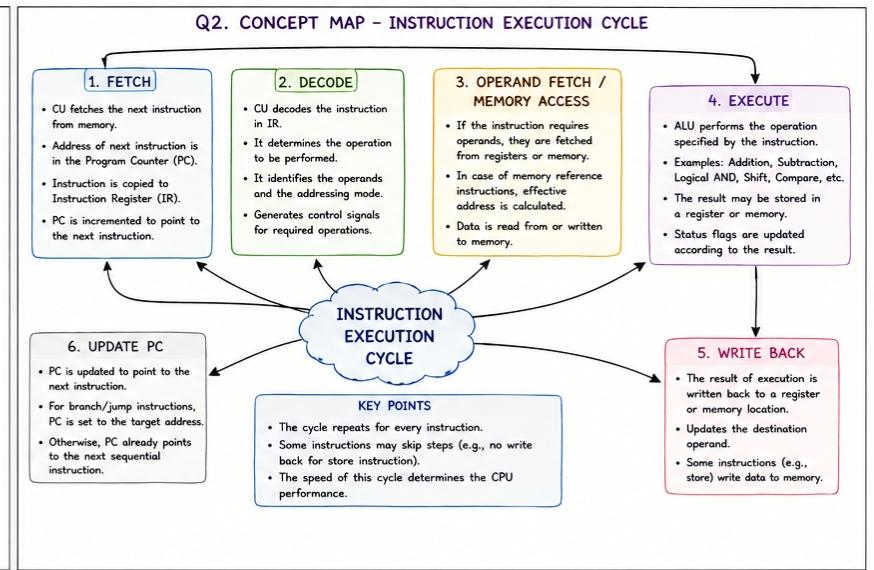 Q2. CONCEPT MAP – INSTRUCTION EXECUTION CYCLE
1. FETCH
• CU fetches the next instruction
from memory.
• Address of next instruction is
in the Program Counter (PC).
• Instruction is copied to
Instruction Register (IR).
• PC is incremented to point to
the next instruction.
2. DECODE
• CU decodes the instruction
in IR.
• It determines the operation
to be performed.
• It identifies the operands
and the addressing mode.
• Generates control signals
for required operations.
3. OPERAND FETCH /
MEMORY ACCESS
• If the instruction requires
operands, they are fetched
from registers or memory.
• In case of memory reference
instructions, effective
address is calculated.
• Data is read from or written
to memory.
4. EXECUTE
• ALU performs the operation
specified by the instruction.
• Examples: Addition, Subtraction,
Logical AND, Shift, Compare, etc.
• The result may be stored in
a register or memory.
• Status flags are updated
according to the result.
INSTRUCTION
EXECUTION
CYCLE
6. UPDATE PC
• PC is updated to point to the
next instruction.
• For branch/jump instructions,
PC is set to the target address.
• Otherwise, PC already points
to the next sequential
instruction.
KEY POINTS
• The cycle repeats for every instruction.
• Some instructions may skip steps (e.g., no write
back for store instruction).
• The speed of this cycle determines the CPU
performance.
5. WRITE BACK
• The result of execution is
written back to a register
or memory location.
• Updates the destination
operand.
• Some instructions (e.g.,
store) write data to memory.